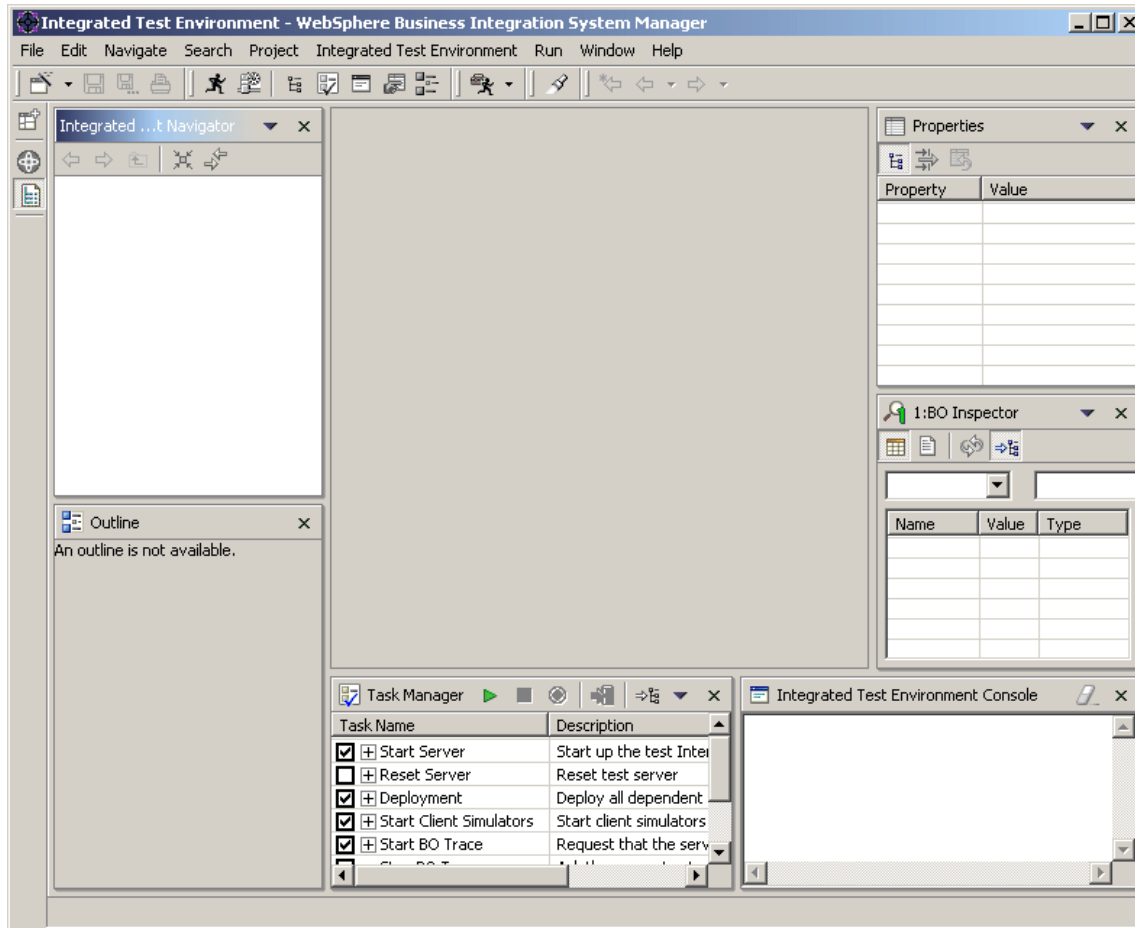 Integrated Test Environment - WebSphere Business Integration System Manager
File Edit Navigate Search Project Integrated Test Environment Run Window Help
Integrated ...t Navigator
Properties
Property Value
1:BO Inspector
Name Value Type
Outline
An outline is not available.
Task Manager
Task Name Description
Start Server Start up the test Inte
Reset Server Reset test server
Deployment Deploy all dependent
Start Client Simulators Start client simulators
Start BO Trace Request that the serv
Integrated Test Environment Console